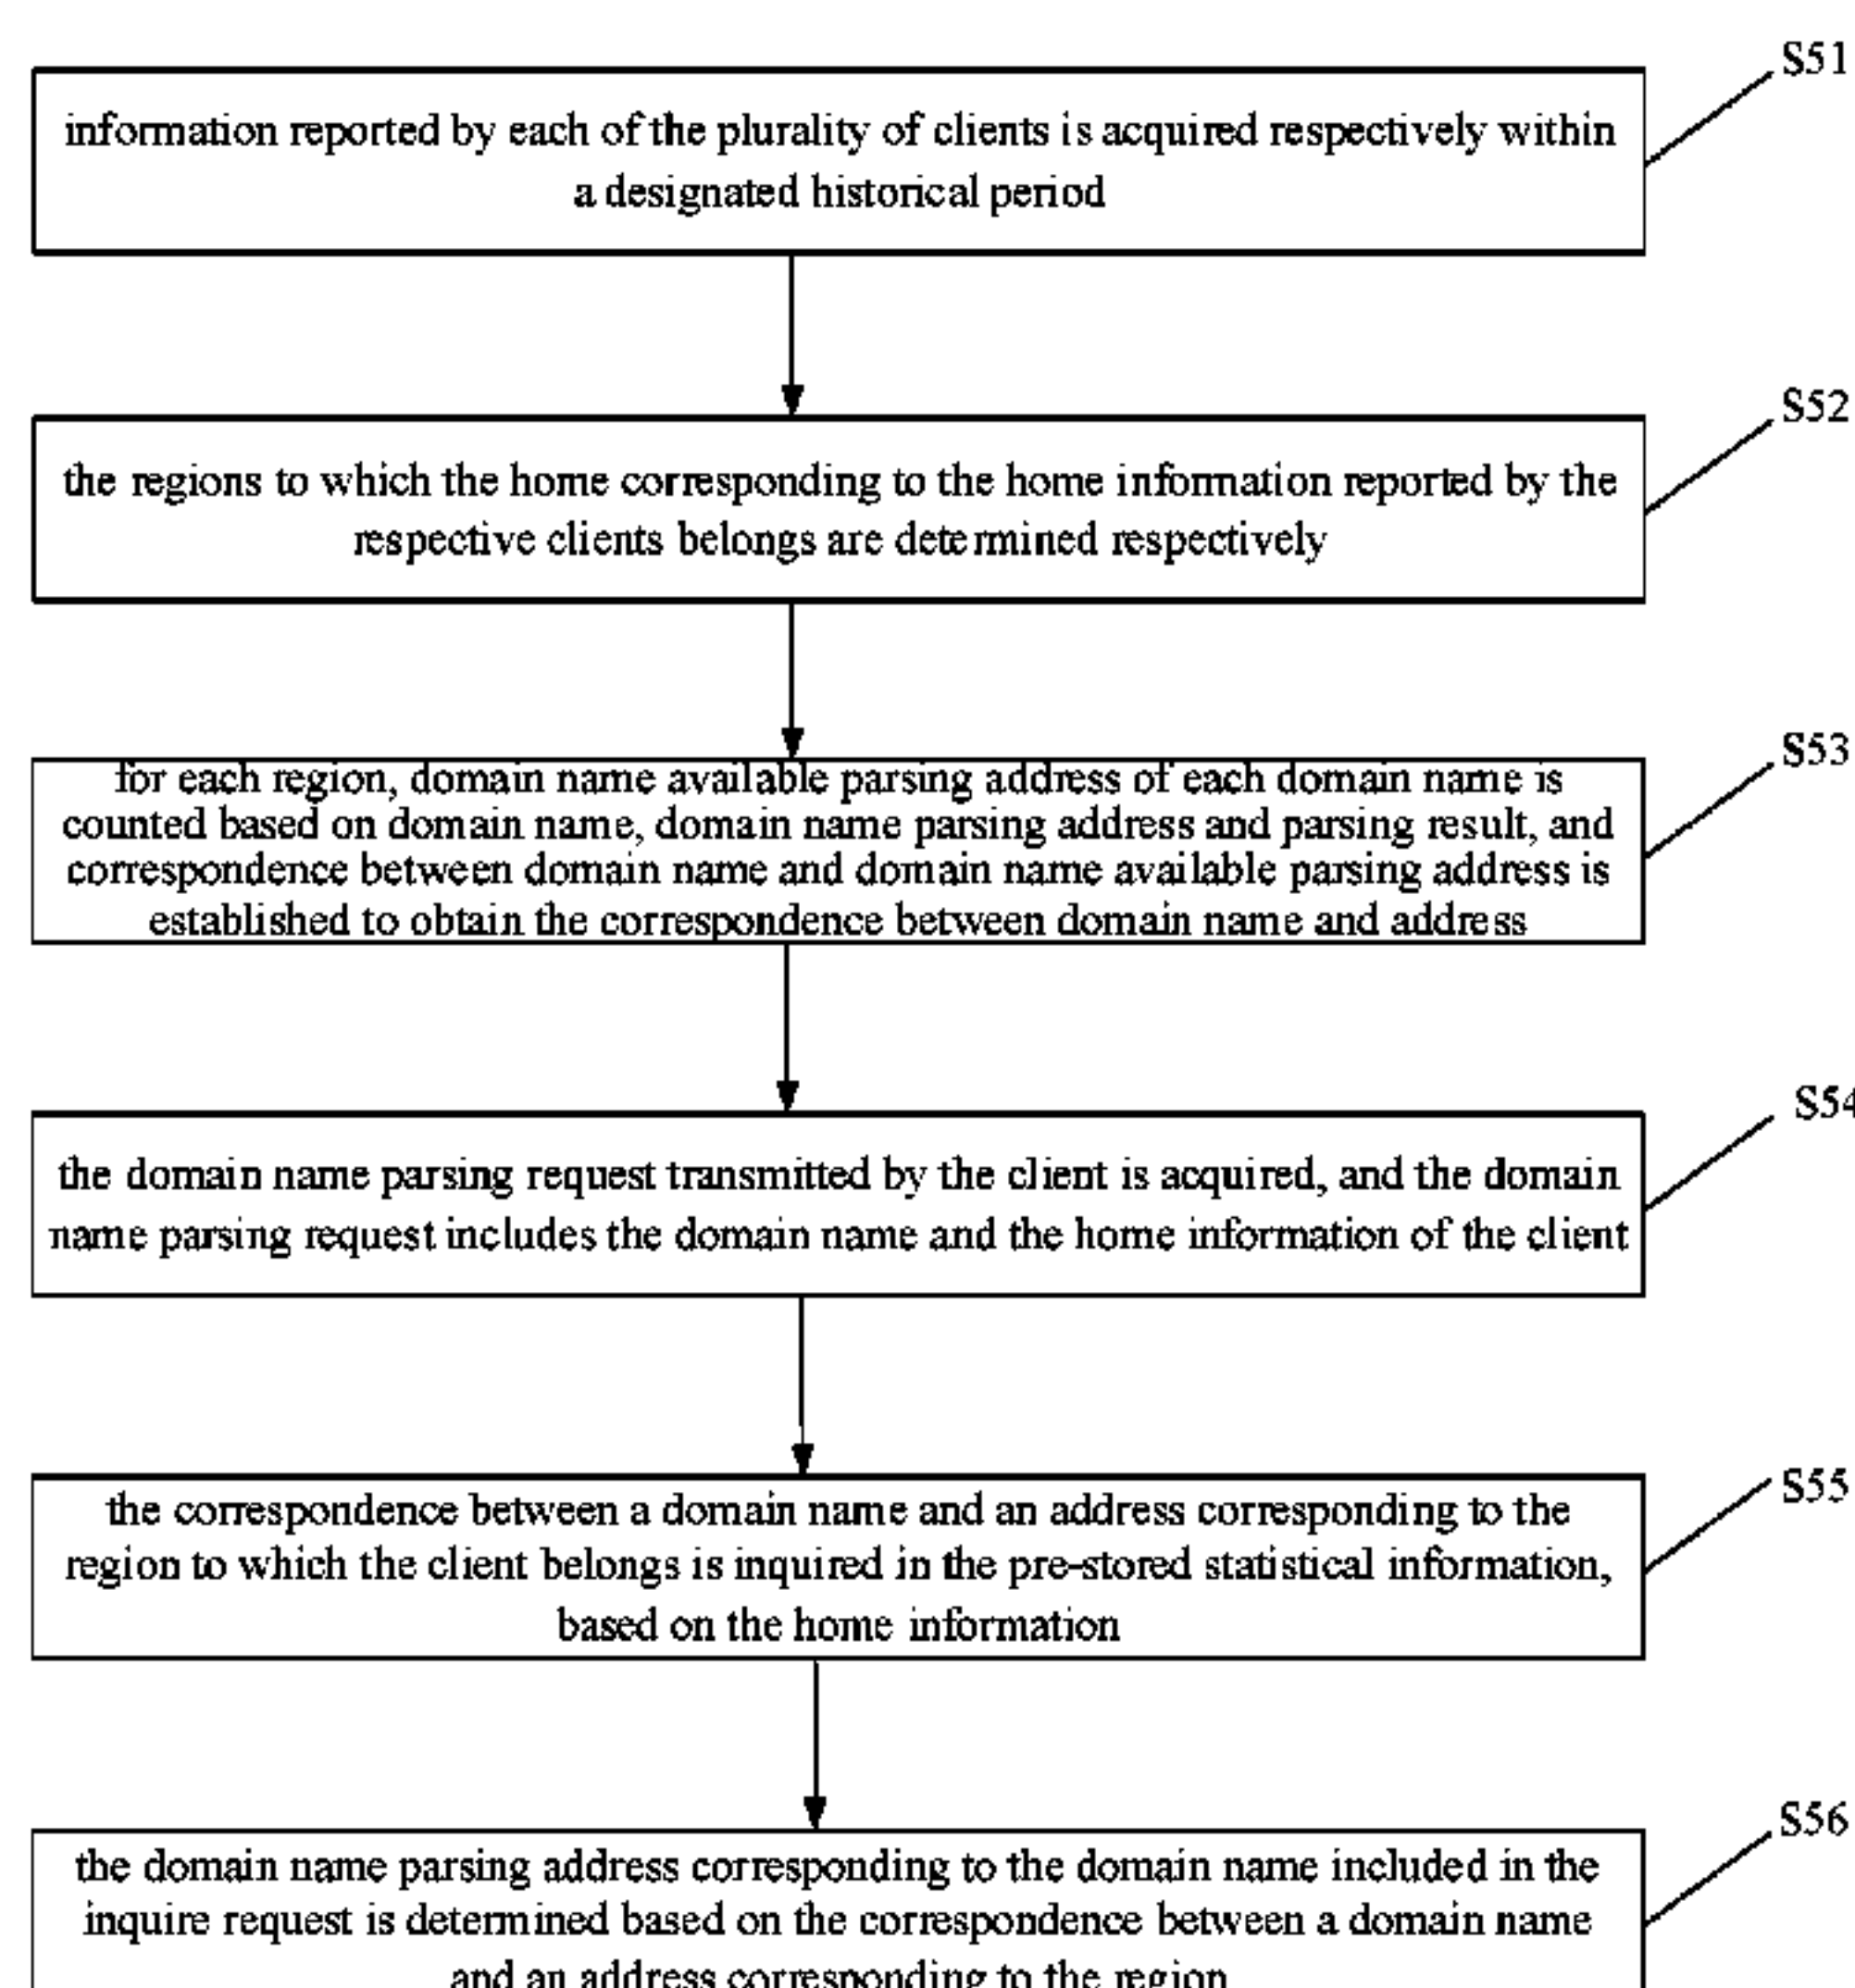 S51
information reported by each of the plurality of clients is acquired respectively within
a designated historical period
S52
the regions to which the home corresponding to the home information reported by the
respective clients belongs are determined respectively
S53
for each region, domain name available parsing address of each domain name is
counted based on domain name, domain name parsing address and parsing result, and
correspondence between domain name and domain name available parsing address is
established to obtain the correspondence between domain name and address
S54
the domain name parsing request transmitted by the client is acquired, and the domain
name parsing request includes the domain name and the home information of the client
S55
the correspondence between a domain name and an address corresponding to the
region to which the client belongs is inquired in the pre-stored statistical information,
based on the home information
S56
the domain name parsing address corresponding to the domain name included in the
inquire request is determined based on the correspondence between a domain name
and an address corresponding to the region